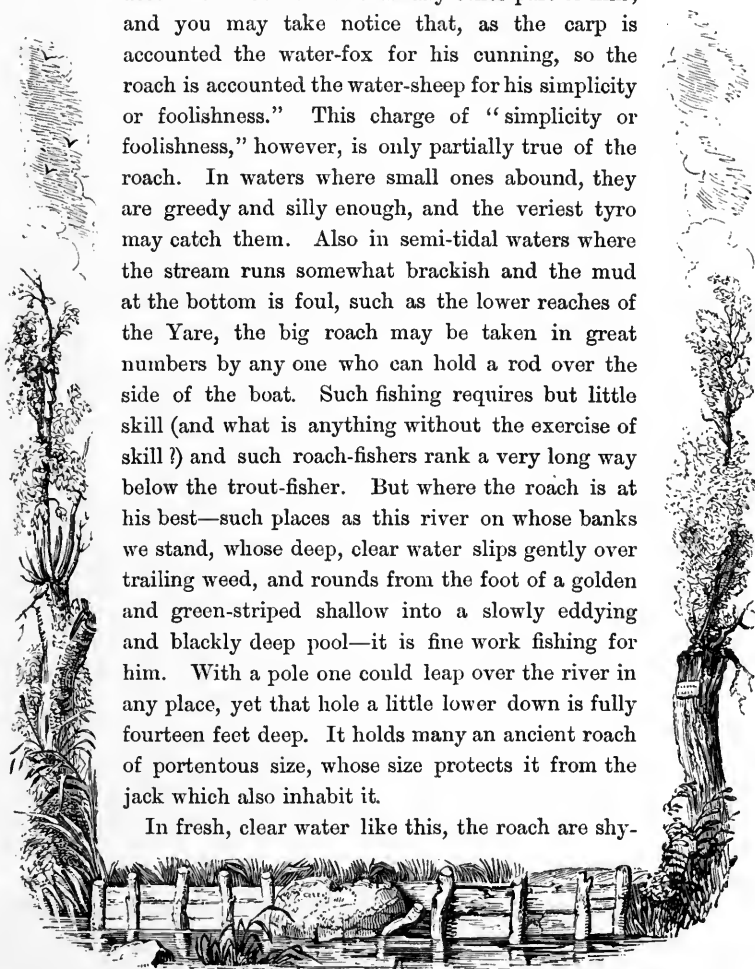 and you may take notice that, as the carp is
accounted the water-fox for his cunning, so the
roach is accounted the water-sheep for his simplicity
or foolishness.” This charge of “simplicity or
foolishness,” however, is only partially true of the
roach. In waters where small ones abound, they
are greedy and silly enough, and the veriest tyro
may catch them. Also in semi-tidal waters where
the stream runs somewhat brackish and the mud
at the bottom is foul, such as the lower reaches of
the Yare, the big roach may be taken in great
numbers by any one who can hold a rod over the
side of the boat. Such fishing requires but little
skill (and what is anything without the exercise of
skill?) and such roach-fishers rank a very long way
below the trout-fisher. But where the roach is at
his best—such places as this river on whose banks
we stand, whose deep, clear water slips gently over
trailing weed, and rounds from the foot of a golden
and green-striped shallow into a slowly eddying
and blackly deep pool—it is fine work fishing for
him. With a pole one could leap over the river in
any place, yet that hole a little lower down is fully
fourteen feet deep. It holds many an ancient roach
of portentous size, whose size protects it from the
jack which also inhabit it.
In fresh, clear water like this, the roach are shy-